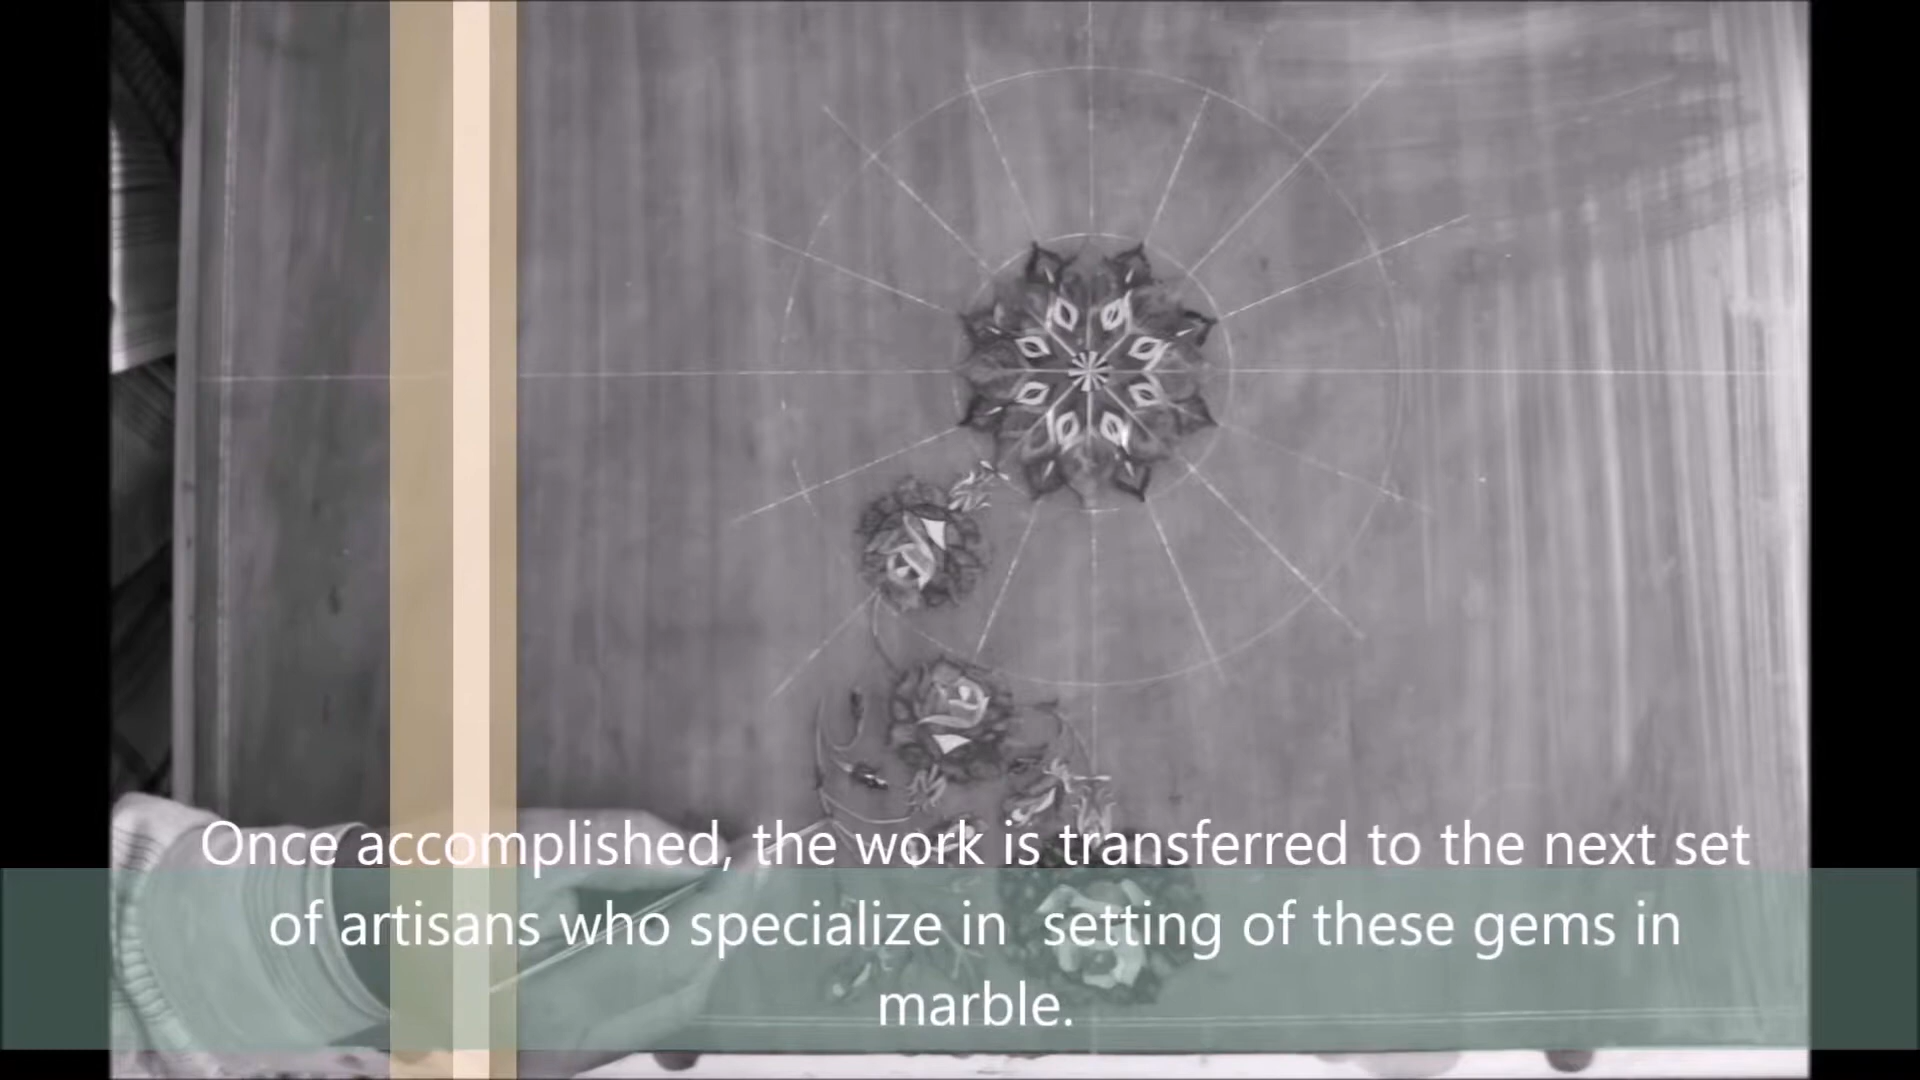 Once accomplished, the work is transferred to the next set
of artisans who specialize in  setting of these gems in
marble.